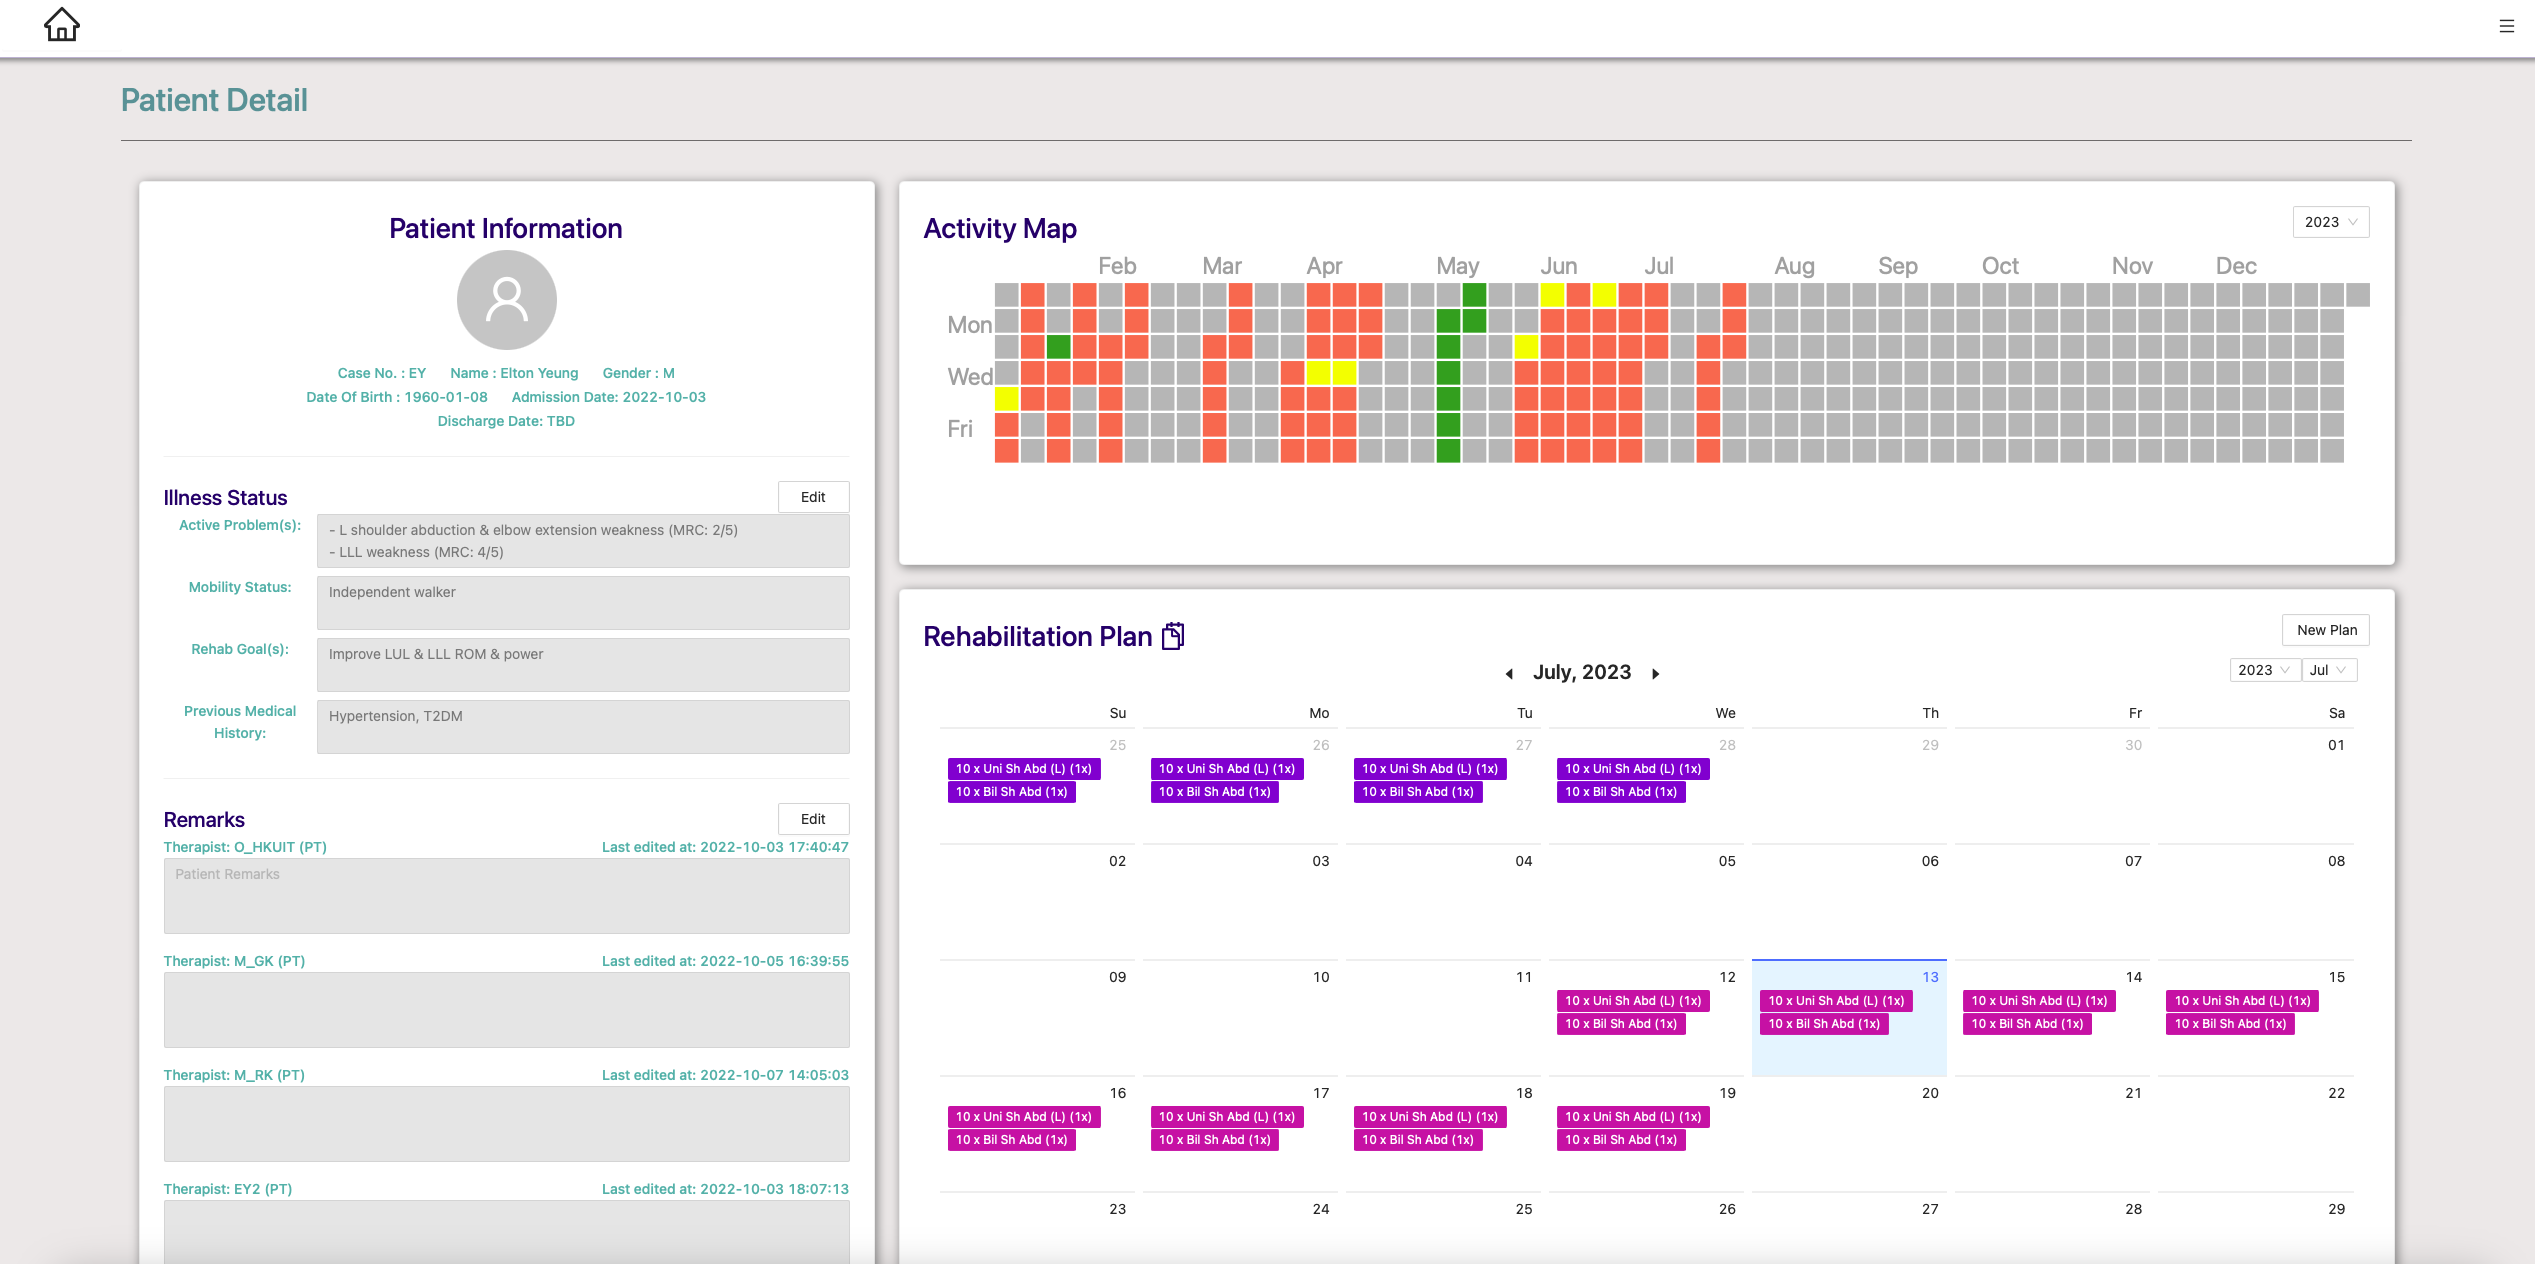 Patient Detail
Patient Information
Case No. : EY Name : Elton Yeung Gender : M
Date Of Birth : 1960-01-08 Admission Date: 2022-10-03
Discharge Date: TBD
Illness Status
Edit
Active Problem(s):
- L shoulder abduction & elbow extension weakness (MRC: 2/5)
- LLL weakness (MRC: 4/5)
Mobility Status:
Independent walker
Rehab Goal(s):
Improve LUL & LLL ROM & power
Previous Medical
History:
Hypertension, T2DM
Remarks
Edit
Therapist: O_HKUIT (PT) Last edited at: 2022-10-03 17:40:47
Patient Remarks
Therapist: M_GK (PT) Last edited at: 2022-10-05 16:39:55
Therapist: M_RK (PT) Last edited at: 2022-10-07 14:05:03
Therapist: EY2 (PT) Last edited at: 2022-10-03 18:07:13
Activity Map
2023
Feb Mar Apr May Jun Jul Aug Sep Oct Nov Dec
Mon
Wed
Fri
Rehabilitation Plan
New Plan
July, 2023
2023 Jul
Su Mo Tu We Th Fr Sa
25 26 27 28 29 30 01
10 x Uni Sh Abd (L) (1x) 10 x Uni Sh Abd (L) (1x) 10 x Uni Sh Abd (L) (1x) 10 x Uni Sh Abd (L) (1x)
10 x Bil Sh Abd (1x) 10 x Bil Sh Abd (1x) 10 x Bil Sh Abd (1x) 10 x Bil Sh Abd (1x)
02 03 04 05 06 07 08
09 10 11 12 13 14 15
10 x Uni Sh Abd (L) (1x) 10 x Uni Sh Abd (L) (1x) 10 x Uni Sh Abd (L) (1x) 10 x Uni Sh Abd (L) (1x)
10 x Bil Sh Abd (1x) 10 x Bil Sh Abd (1x) 10 x Bil Sh Abd (1x) 10 x Bil Sh Abd (1x)
16 17 18 19 20 21 22
10 x Uni Sh Abd (L) (1x) 10 x Uni Sh Abd (L) (1x) 10 x Uni Sh Abd (L) (1x) 10 x Uni Sh Abd (L) (1x)
10 x Bil Sh Abd (1x) 10 x Bil Sh Abd (1x) 10 x Bil Sh Abd (1x) 10 x Bil Sh Abd (1x)
23 24 25 26 27 28 29